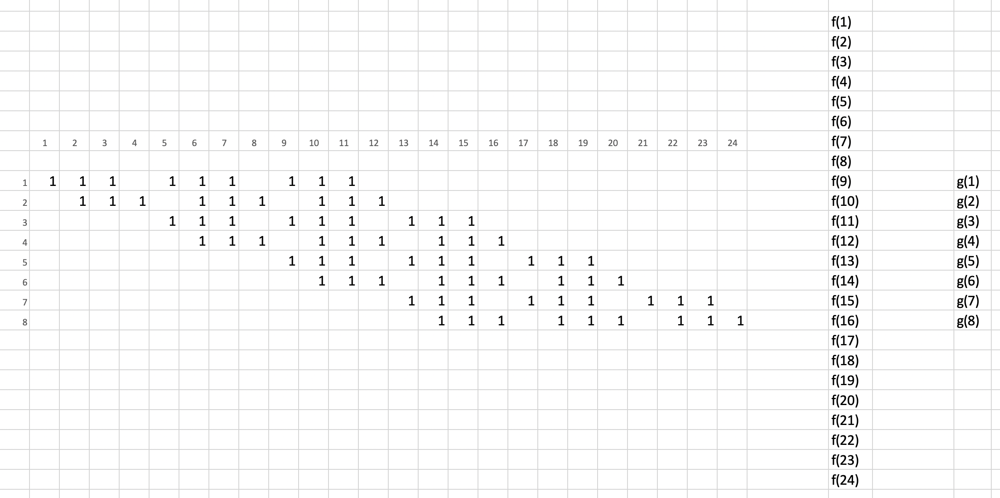 f(1)
f(2)
f(3)
f(4)
f(5)
f(6)
1 2 3 4 5 6 7 8 9 10 11 12 13 14 15 16 17 18 19 20 21 22 23 24 f(7)
f(8)
1 1 1 1 1 1 1 1 1 1 f(9) g(1)
2 1 1 1 1 1 1 1 1 1 f(10) g(2)
3 1 1 1 1 1 1 1 1 1 f(11) g(3)
4 1 1 1 1 1 1 1 1 1 f(12) g(4)
5 1 1 1 1 1 1 1 1 1 f(13) g(5)
6 1 1 1 1 1 1 1 1 1 f(14) g(6)
7 1 1 1 1 1 1 1 1 1 f(15) g(7)
8 1 1 1 1 1 1 1 1 1 f(16) g(8)
f(17)
f(18)
f(19)
f(20)
f(21)
f(22)
f(23)
f(24)